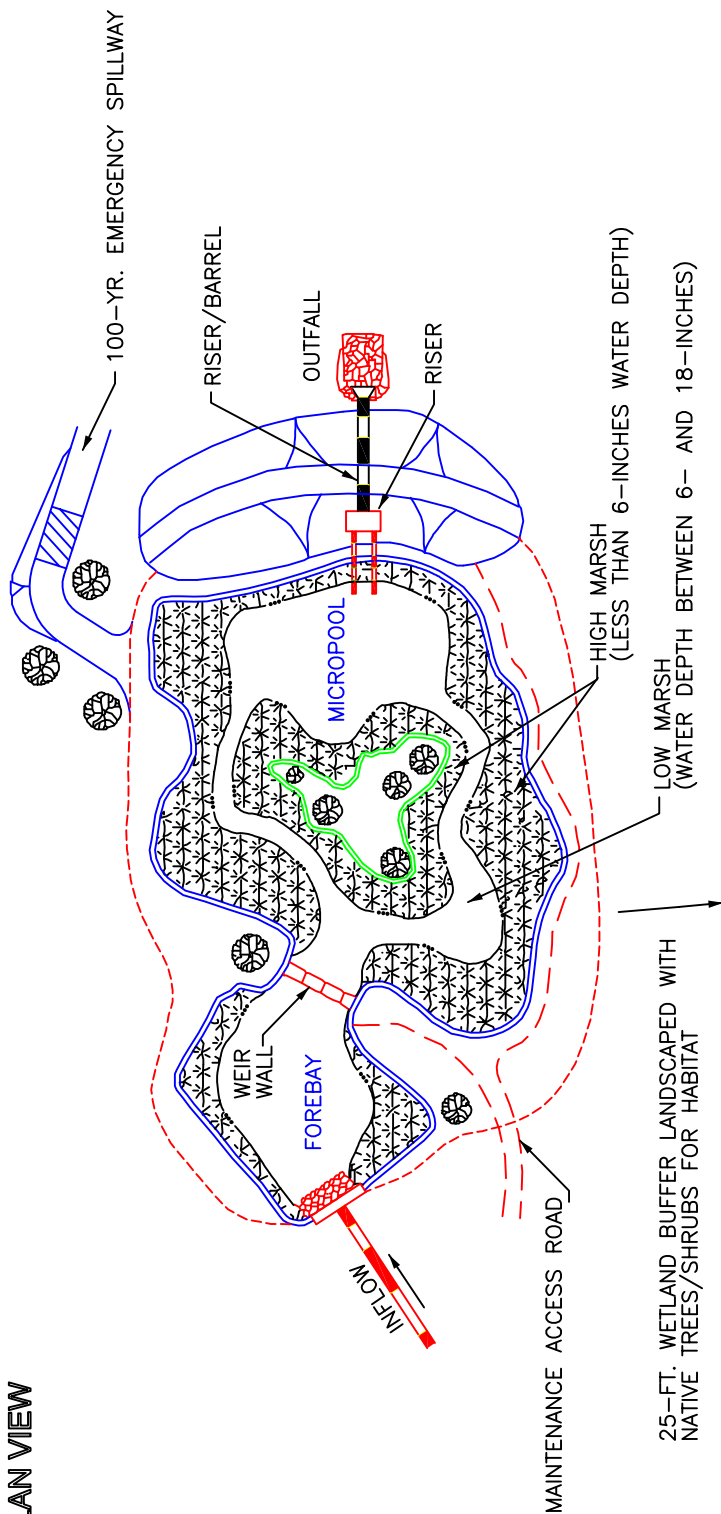 LAN VIEW
100-YR. EMERGENCY SPILLWAY
RISER/BARREL
OUTFALL
RISER
MICROPOOL
HIGH MARSH
(LESS THAN 6-INCHES WATER DEPTH)
LOW MARSH
(WATER DEPTH BETWEEN 6- AND 18-INCHES)
WEIR
WALL
FOREBAY
INFLOW
MAINTENANCE ACCESS ROAD
25-FT. WETLAND BUFFER LANDSCAPED WITH
NATIVE TREES/SHRUBS FOR HABITAT